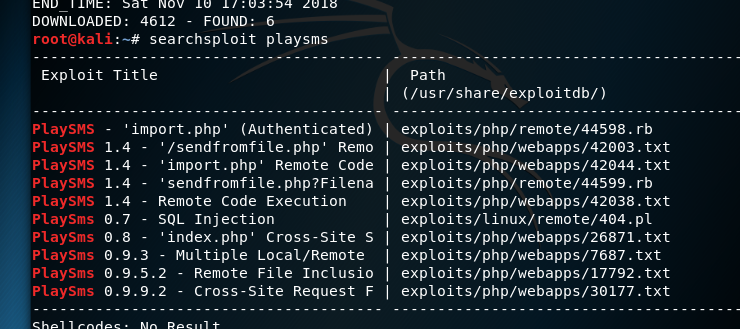 END_TIME: Sat Nov 10 17:03:54 2018
DOWNLOADED: 4612 - FOUND: 6
root@kali:~# searchsploit playsms
--------------------------------------- ----------------------------------------
 Exploit Title                         |  Path
                                       | (/usr/share/exploitdb/)
--------------------------------------- ----------------------------------------
PlaySMS - 'import.php' (Authenticated) | exploits/php/remote/44598.rb
PlaySMS 1.4 - '/sendfromfile.php' Remo | exploits/php/webapps/42003.txt
PlaySMS 1.4 - 'import.php' Remote Code | exploits/php/webapps/42044.txt
PlaySMS 1.4 - 'sendfromfile.php?Filena | exploits/php/remote/44599.rb
PlaySMS 1.4 - Remote Code Execution    | exploits/php/webapps/42038.txt
PlaySms 0.7 - SQL Injection            | exploits/linux/remote/404.pl
PlaySms 0.8 - 'index.php' Cross-Site S | exploits/php/webapps/26871.txt
PlaySms 0.9.3 - Multiple Local/Remote  | exploits/php/webapps/7687.txt
PlaySms 0.9.5.2 - Remote File Inclusio | exploits/php/webapps/17792.txt
PlaySms 0.9.9.2 - Cross-Site Request F | exploits/php/webapps/30177.txt
--------------------------------------- ----------------------------------------
Shellcodes: No Result